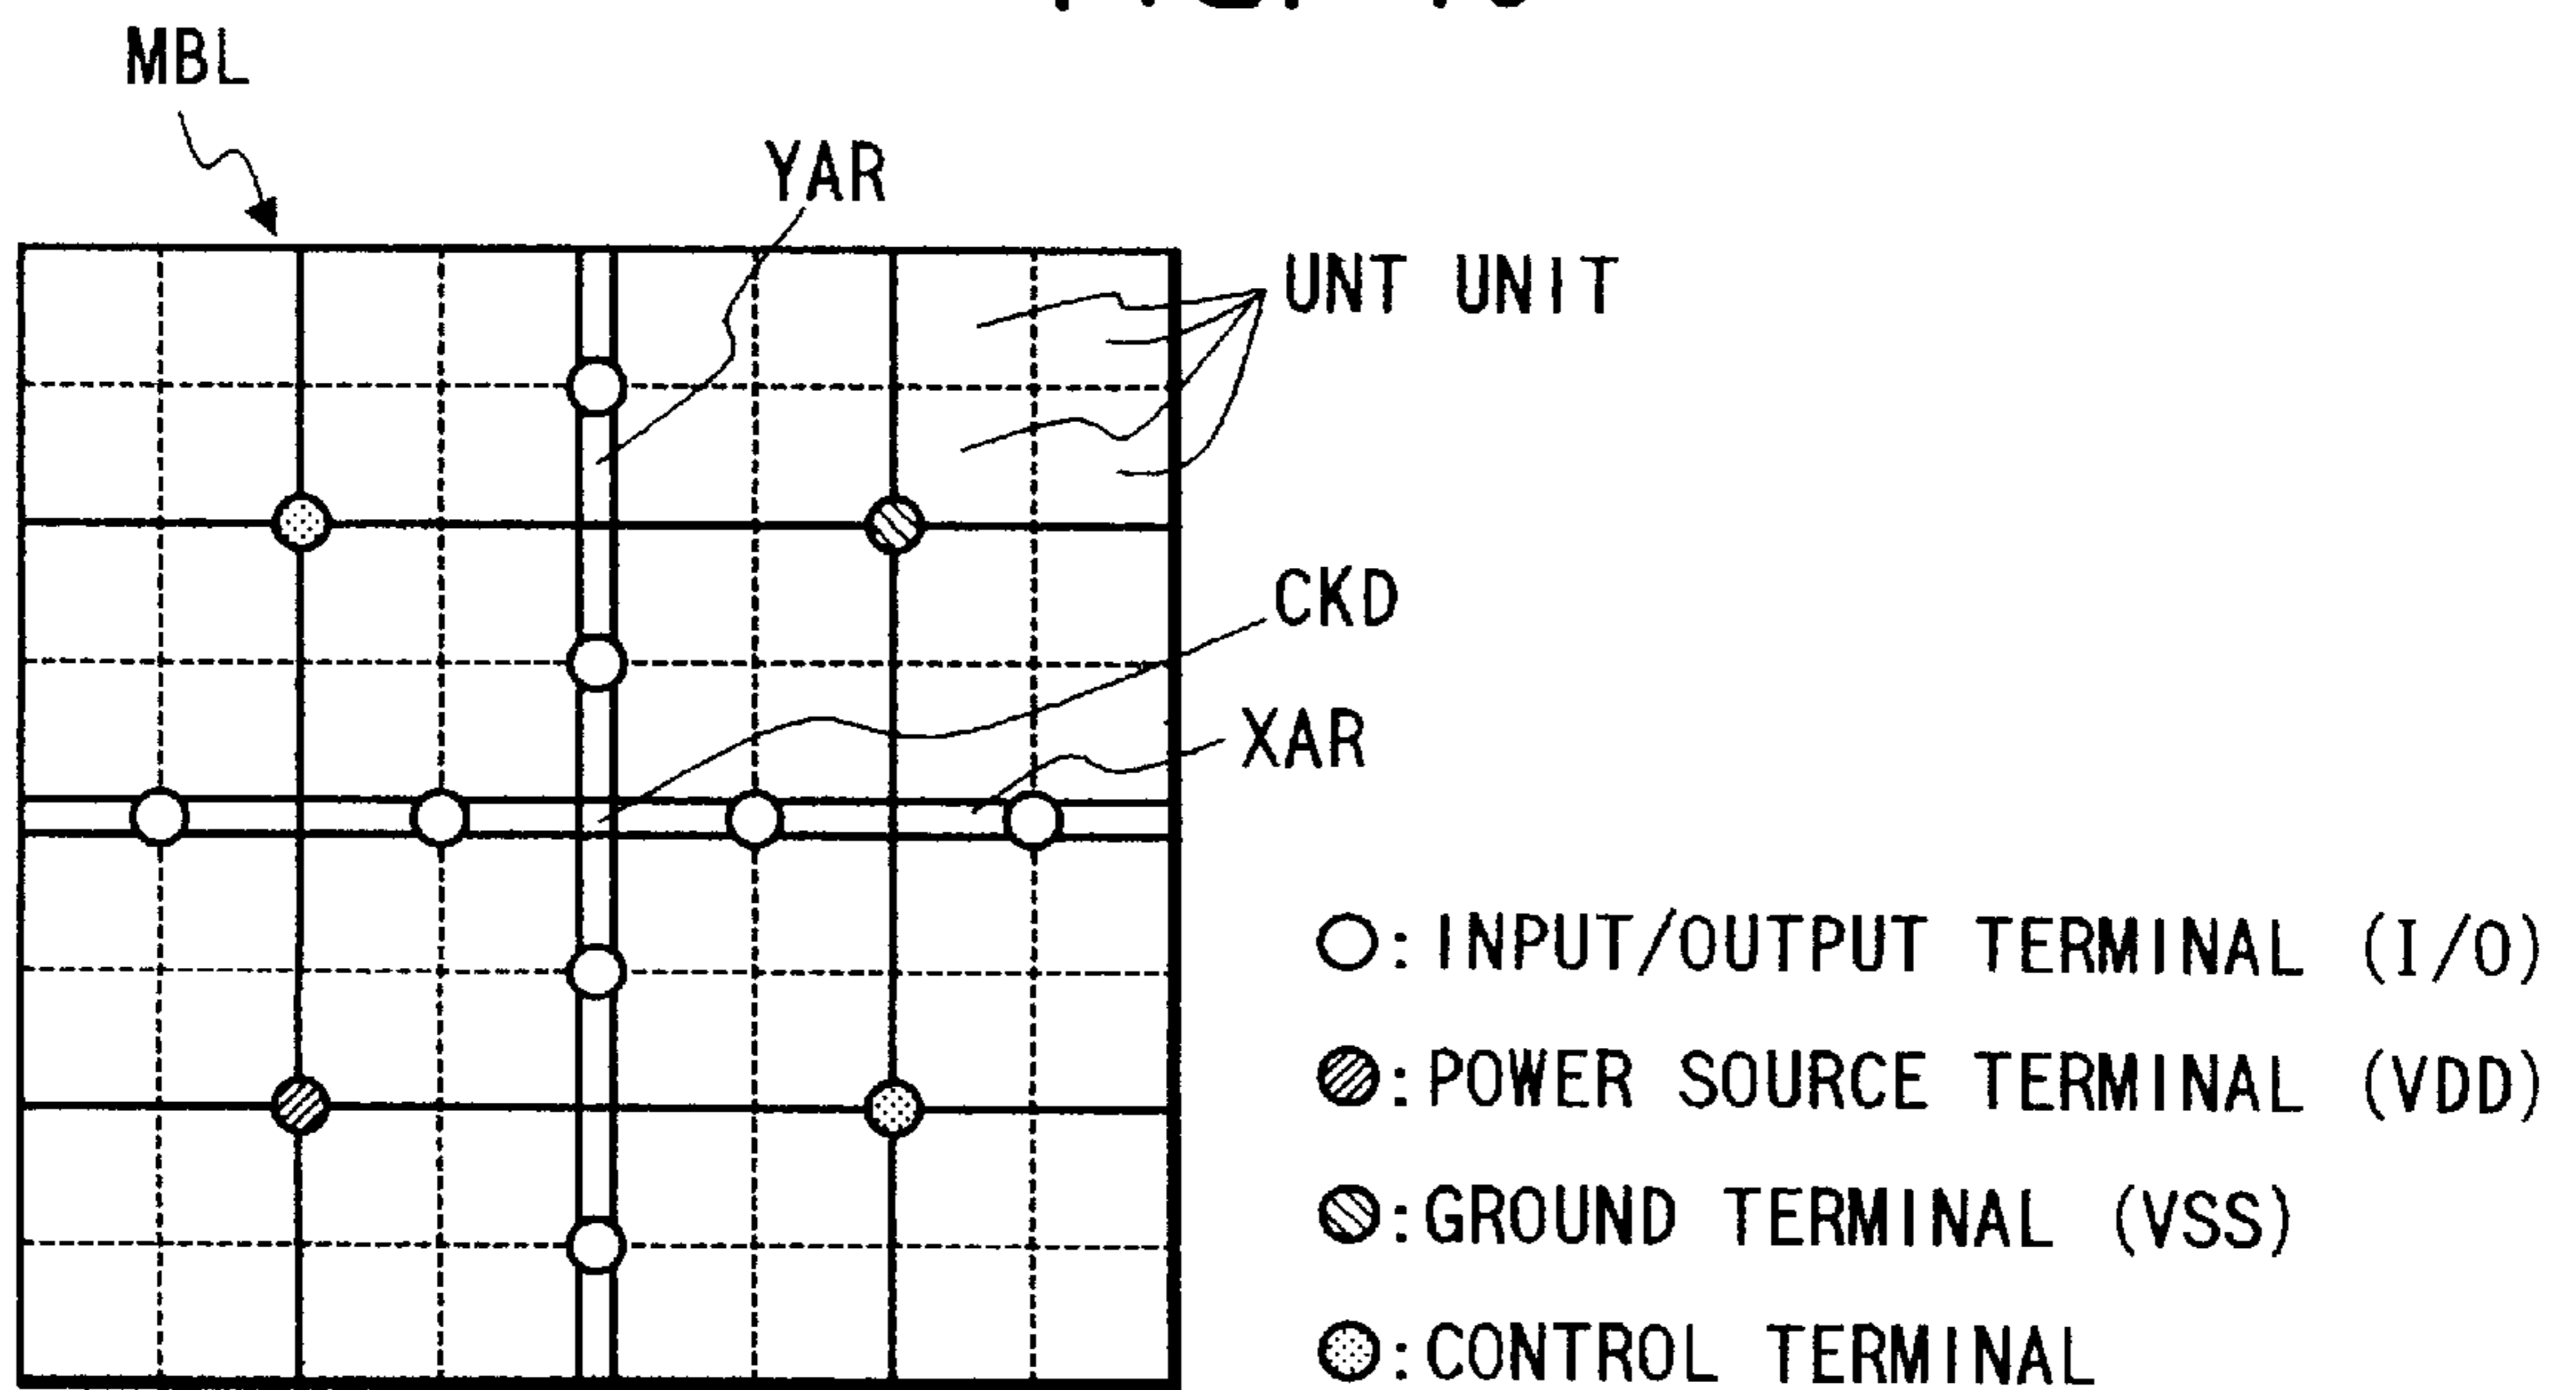 MBL
YAR
UNT UNIT
CKD
XAR
: INPUT/OUTPUT TERMINAL (I/O)
: POWER SOURCE TERMINAL (VDD)
: GROUND TERMINAL (VSS)
: CONTROL TERMINAL